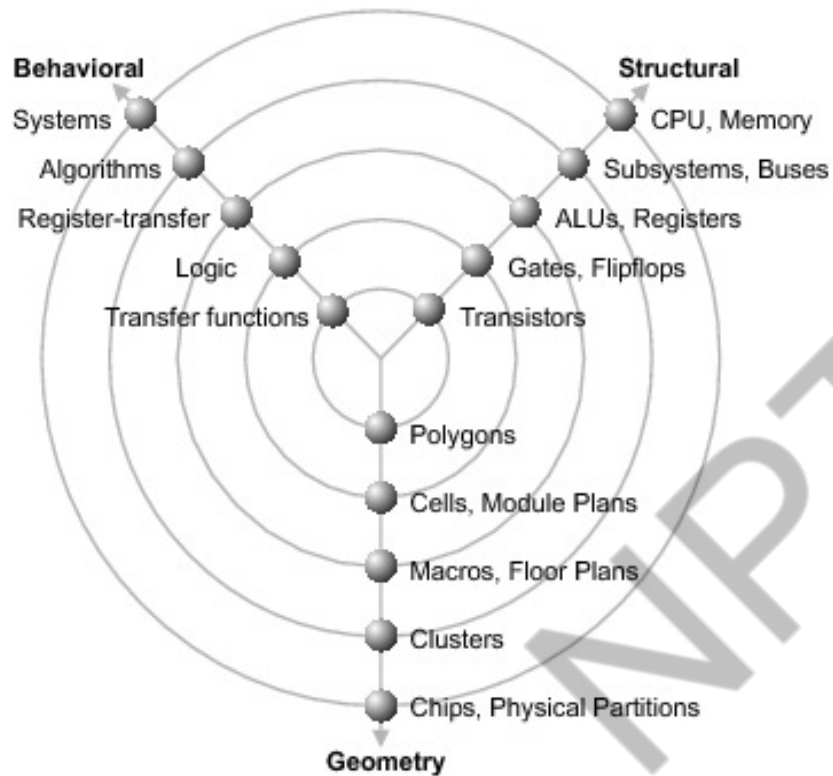 Behavioral
Structural
Systems
CPU, Memory
Algorithms
Subsystems, Buses
Register-transfer
ALUs, Registers
Logic
Gates, Flipflops
Transfer functions
Transistors
Polygons
Cells, Module Plans
Macros, Floor Plans
Clusters
Chips, Physical Partitions
Geometry